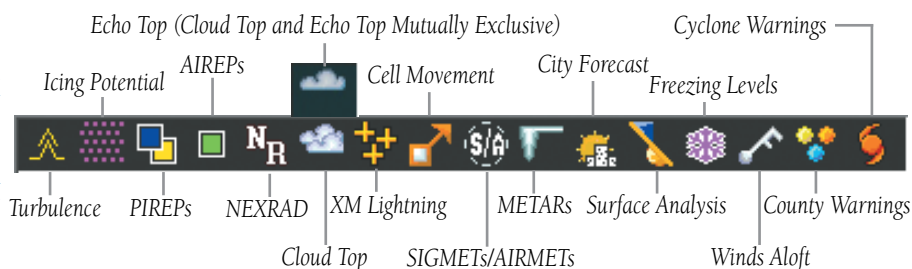 Echo Top (Cloud Top and Echo Top Mutually Exclusive)
Cyclone Warnings
AIREPs
Cell Movement
City Forecast
Icing Potential
Freezing Levels
NR
S/A
Turbulence
PIREPs
NEXRAD
XM Lightning
METARs
Surface Analysis
County Warnings
Cloud Top
SIGMETs/AIRMETs
Winds Aloft